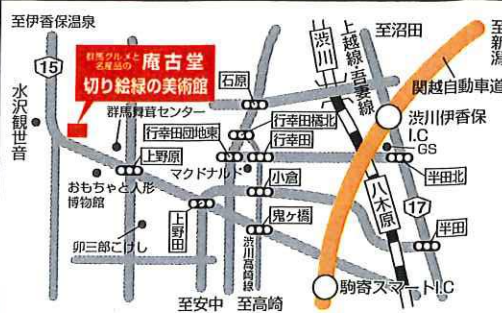 至伊香保温泉
群馬グルメと
名産品の 庵古堂
切り絵緑の美術館
15
水沢観世音
群馬舞茸センター
石原
渋川
上越線・吾妻線
至沼田
至新潟
関越自動車道
渋川伊香保
I.C
GS
行幸田橋北
行幸田団地東
行幸田
マクドナルド
上野原
小倉
半田北
おもちゃと人形
博物館
八木原
17
上野田
鬼ヶ橋
半田
卯三郎こけし
渋川高崎線
駒寄スマートI.C
至安中
至高崎